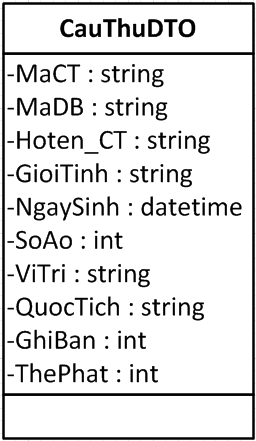 CauThuDTO
-MaCT : string
-MaDB : string
-Hoten_CT : string
-GioiTinh : string
-NgaySinh : datetime
-SoAo : int
-ViTri : string
-QuocTich : string
-GhiBan : int
-ThePhat : int